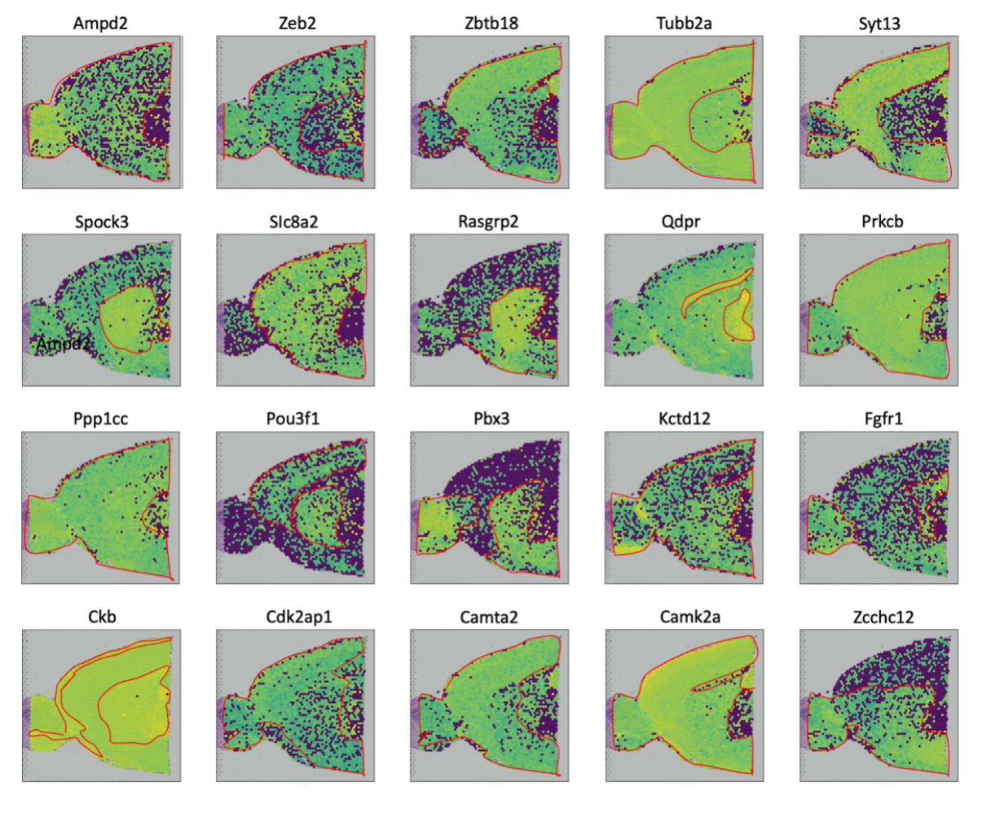 Ampd2 Zeb2 Zbtb18 Tubb2a Syt13
Spock3 Slc8a2 Rasgrp2 Qdpr Prkcb
Ampd2
Ppp1cc Pou3f1 Pbx3 Kctd12 Fgfr1
Ckb Cdk2ap1 Camta2 Camk2a Zcchc12